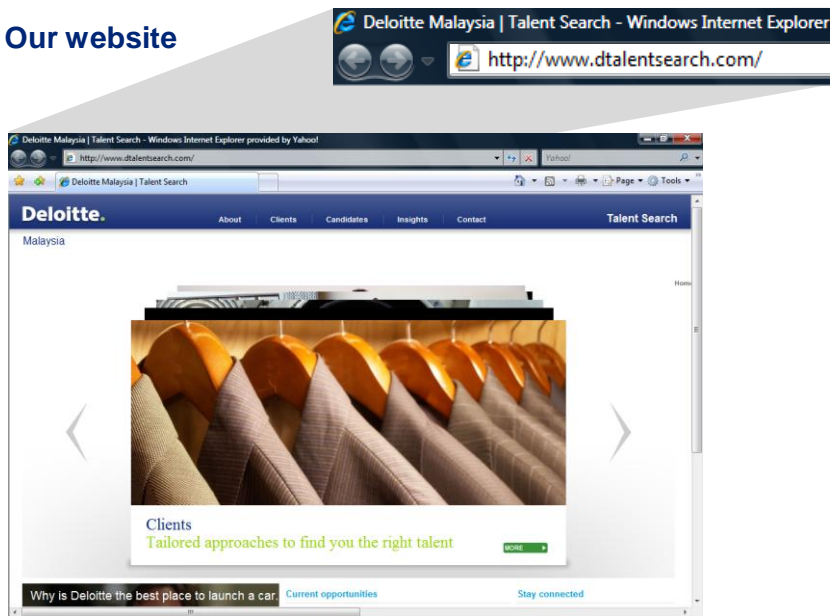 Our website
Deloitte Malaysia | Talent Search - Windows Internet Explorer
http://www.dtalentsearch.com/
Deloitte Malaysia | Talent Search - Windows Internet Explorer provided by Yahoo!
http://www.dtalentsearch.com/
Yahoo!
Deloitte Malaysia | Talent Search
Page
Tools
Deloitte.
About
Clients
Candidates
Insights
Contact
Talent Search
Malaysia
Home
Clients
Tailored approaches to find you the right talent
MORE
Why is Deloitte the best place to launch a car.
Current opportunities
Stay connected